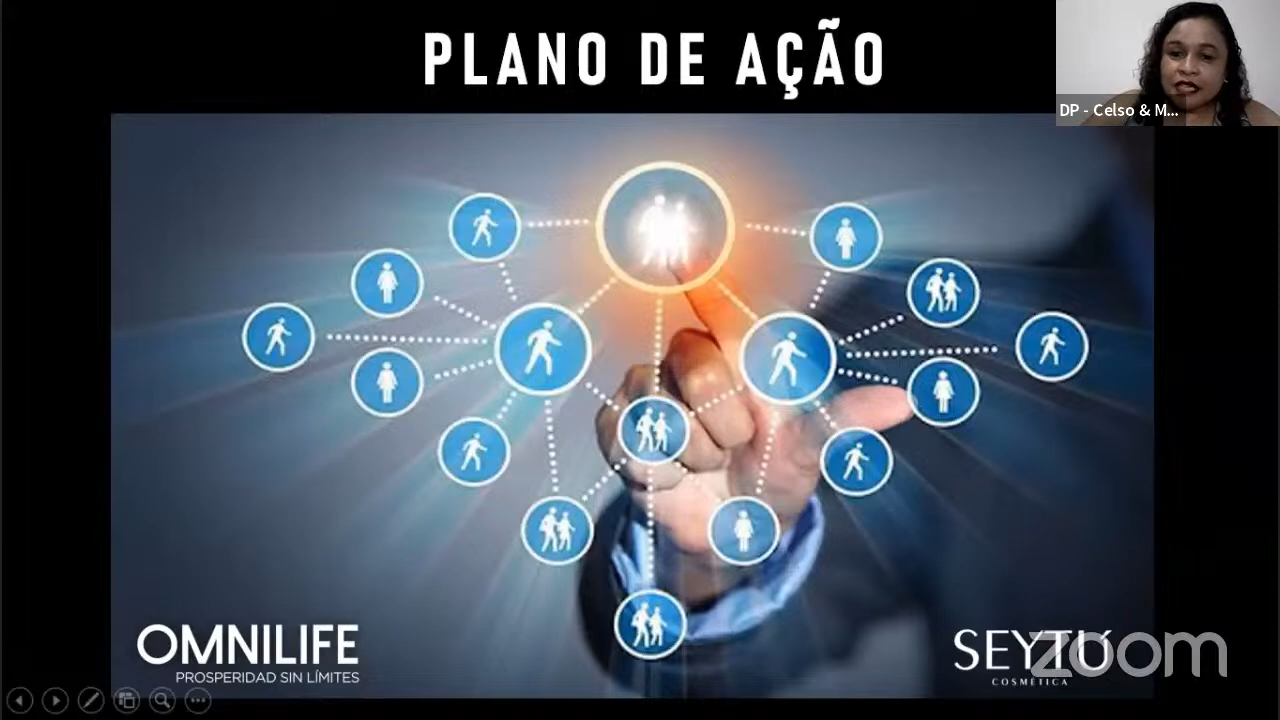 PLANO DE AÇÃO
DP - Celso & M...
OMNILIFE
PROSPERIDAD SIN LÍMITES
SEYTÚ
COSMÉTICA
zoom